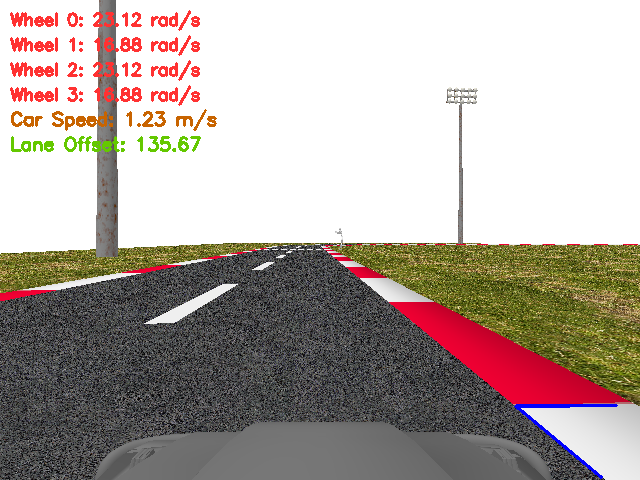 Wheel 0: 23.12 rad/s
Wheel 1: 16.88 rad/s
Wheel 2: 23.12 rad/s
Wheel 3: 16.88 rad/s
Car Speed: 1.23 m/s
Lane Offset: 135.67